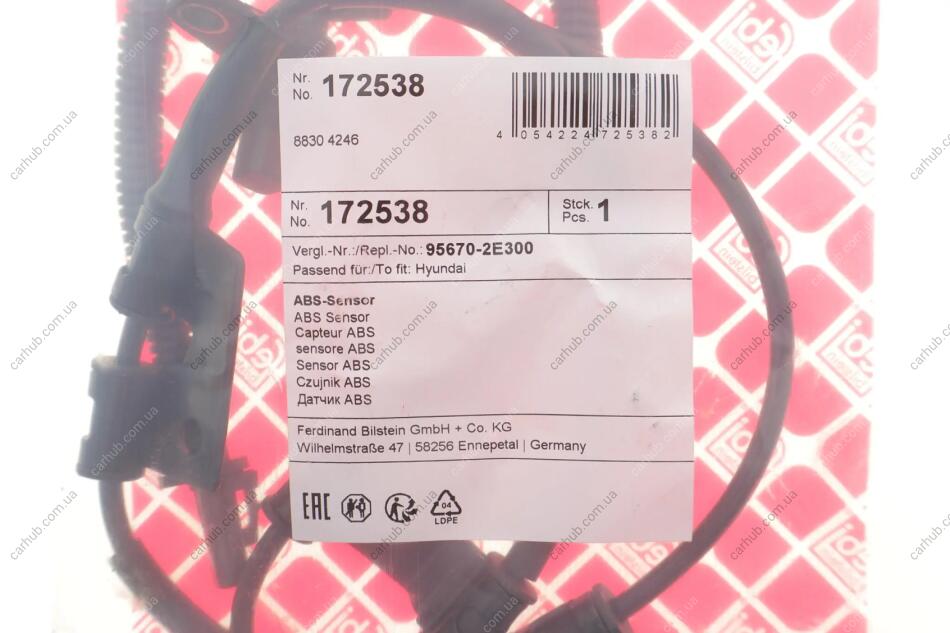 Nr.
No. 172538
8830 4246
4 054224 725382
Nr.
No. 172538
Stck.
Pcs. 1
Vergl.-Nr.:/Repl.-No.: 95670-2E300
Passend für:/To fit: Hyundai
ABS-Sensor
ABS Sensor
Capteur ABS
sensore ABS
Sensor ABS
Czujnik ABS
Датчик ABS
Ferdinand Bilstein GmbH + Co. KG
Wilhelmstraße 47 | 58256 Ennepetal | Germany
EAC
04
LDPE
febi
bilstein
carhub.com.ua